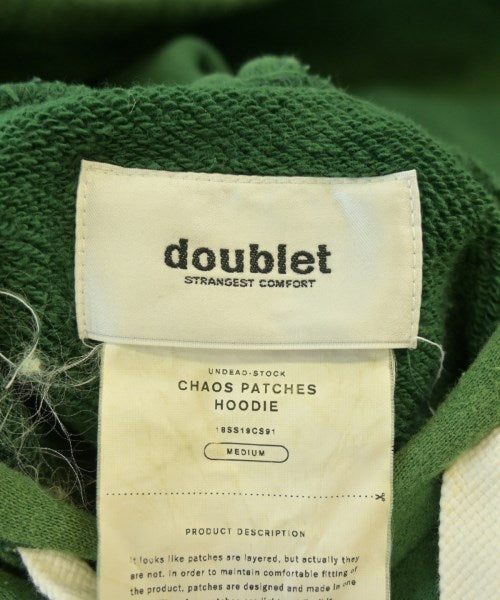 doublet
STRANGEST COMFORT
UNDEAD-STOCK
CHAOS PATCHES
HOODIE
18SS19CS91
MEDIUM
PRODUCT DESCRIPTION
It looks like patches are layered, but actually they
are not. In order to maintain comfortable fitting of
the product, patches are designed and made in one